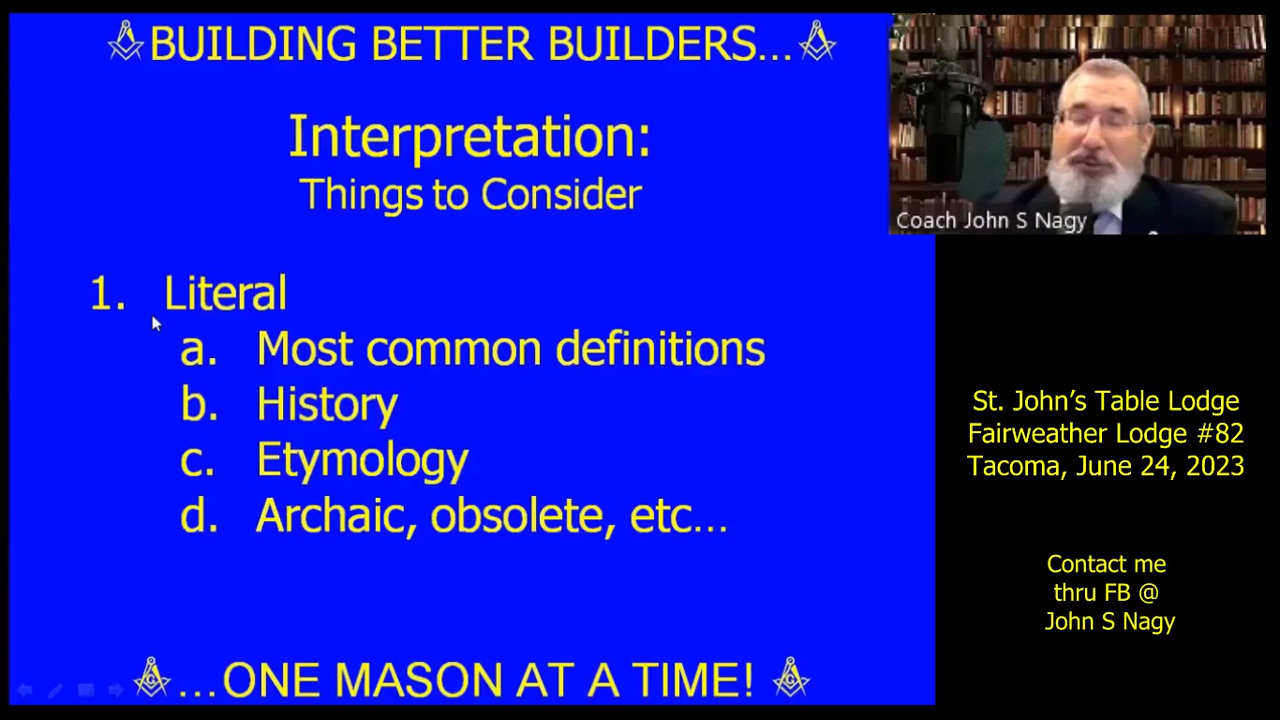 BUILDING BETTER BUILDERS...
Interpretation:
Things to Consider
1. Literal
a. Most common definitions
b. History
c. Etymology
d. Archaic, obsolete, etc...
...ONE MASON AT A TIME!
Coach John S Nagy
St. John's Table Lodge
Fairweather Lodge #82
Tacoma, June 24, 2023
Contact me
thru FB @
John S Nagy